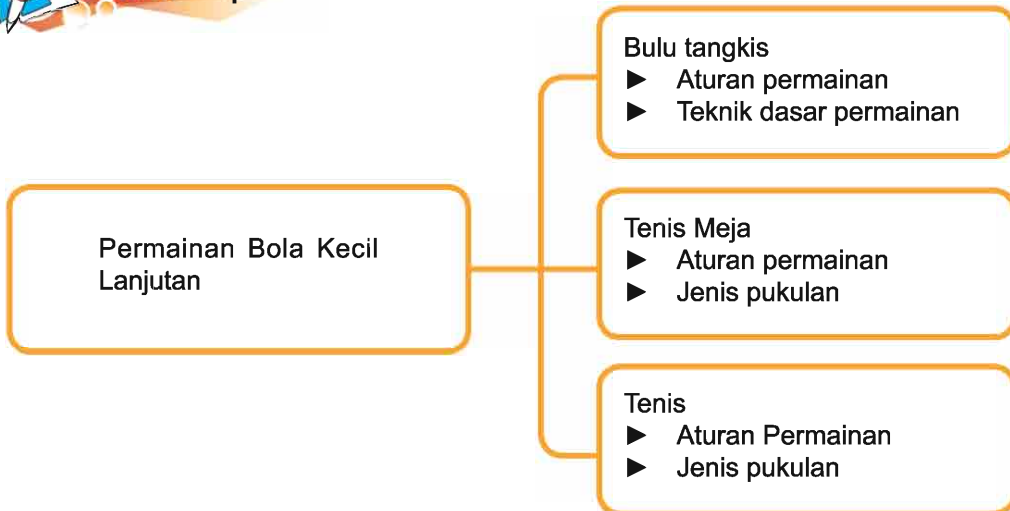 Permainan Bola Kecil
Lanjutan
Bulu tangkis
► Aturan permainan
► Teknik dasar permainan
Tenis Meja
► Aturan permainan
► Jenis pukulan
Tenis
► Aturan Permainan
► Jenis pukulan